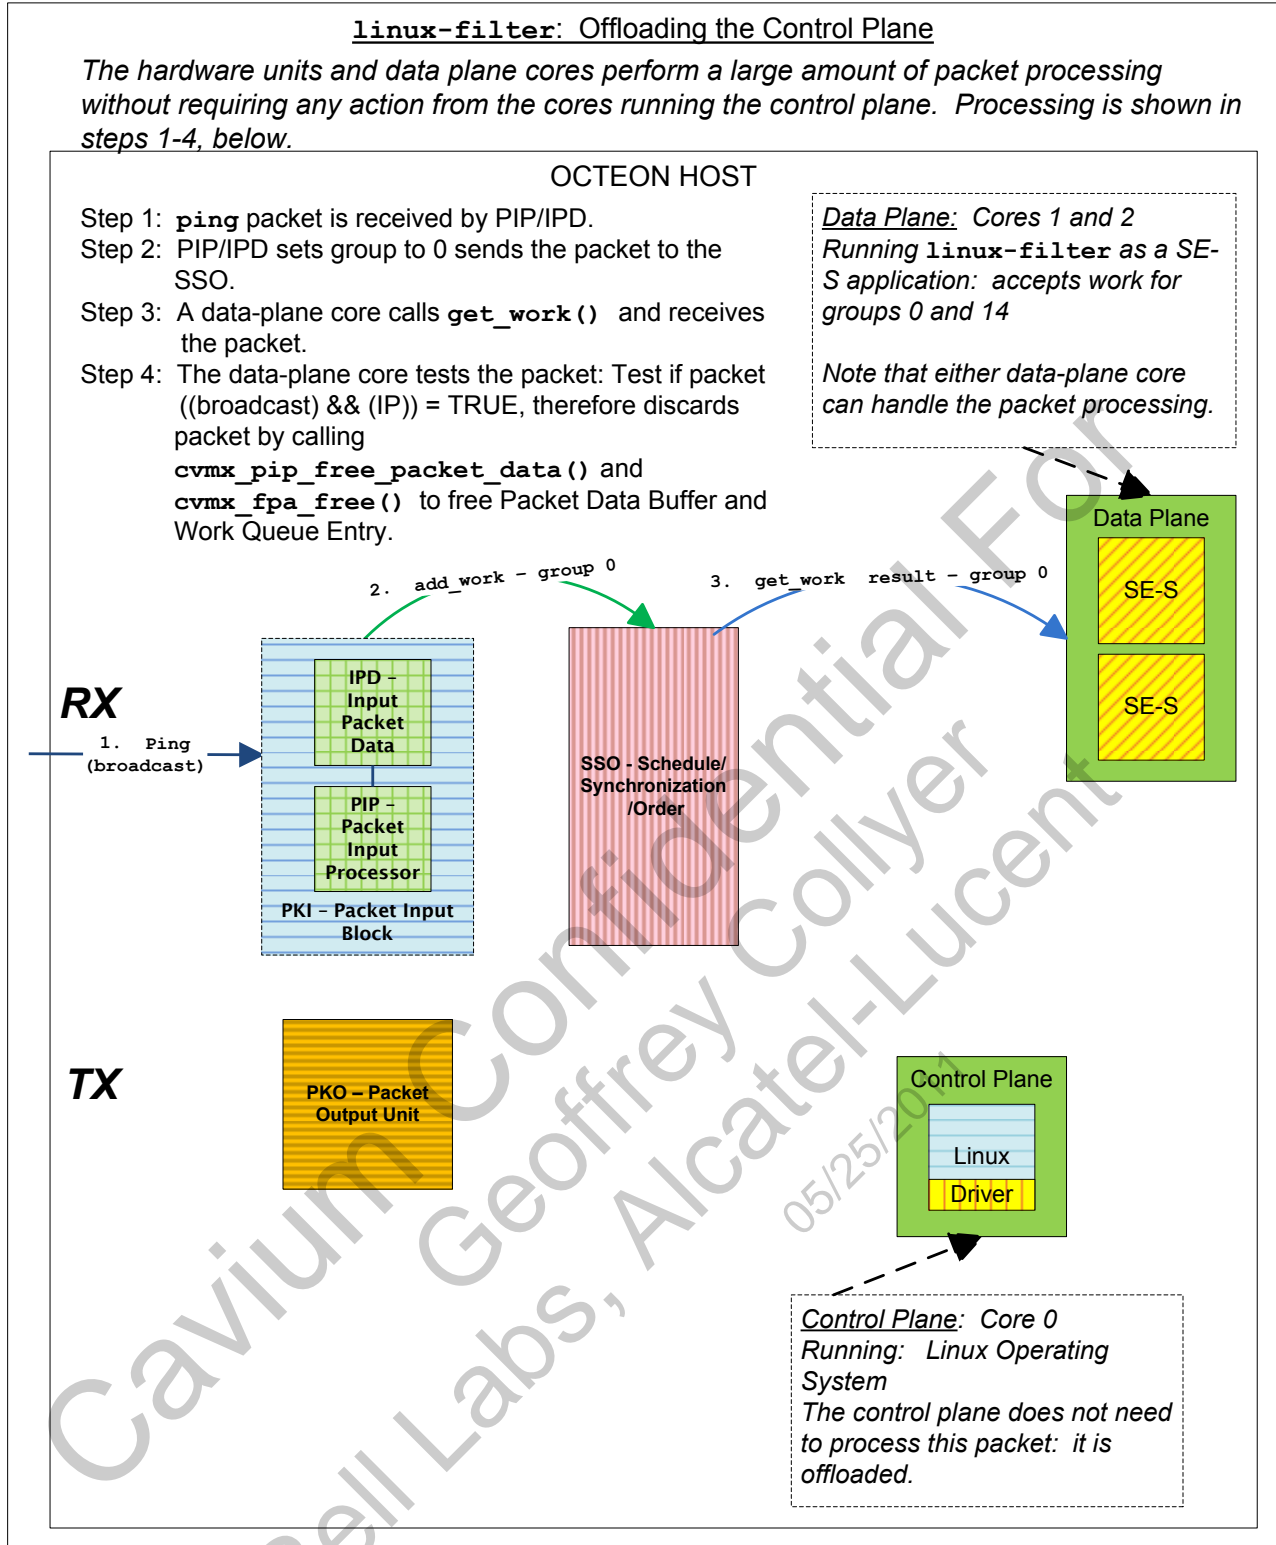 linux-filter: Offloading the Control Plane
The hardware units and data plane cores perform a large amount of packet processing
without requiring any action from the cores running the control plane. Processing is shown in
steps 1-4, below.
OCTEON HOST
Step 1: ping packet is received by PIP/IPD.
Step 2: PIP/IPD sets group to 0 sends the packet to the
SSO.
Step 3: A data-plane core calls get_work() and receives
the packet.
Step 4: The data-plane core tests the packet: Test if packet
((broadcast) && (IP)) = TRUE, therefore discards
packet by calling
cvmx_pip_free_packet_data() and
cvmx_fpa_free() to free Packet Data Buffer and
Work Queue Entry.
Data Plane: Cores 1 and 2
Running linux-filter as a SE-
S application: accepts work for
groups 0 and 14
Note that either data-plane core
can handle the packet processing.
2. add_work – group 0
3. get_work result – group 0
Data Plane
SE-S
SE-S
RX
1. Ping
(broadcast)
IPD –
Input
Packet
Data
PIP –
Packet
Input
Processor
PKI – Packet Input
Block
SSO - Schedule/
Synchronization
/Order
TX
PKO – Packet
Output Unit
Control Plane
Linux
Driver
Control Plane: Core 0
Running: Linux Operating
System
The control plane does not need
to process this packet: it is
offloaded.
Cavium Confidential For
Geoffrey Collyer
Bell Labs, Alcatel-Lucent
05/25/2011